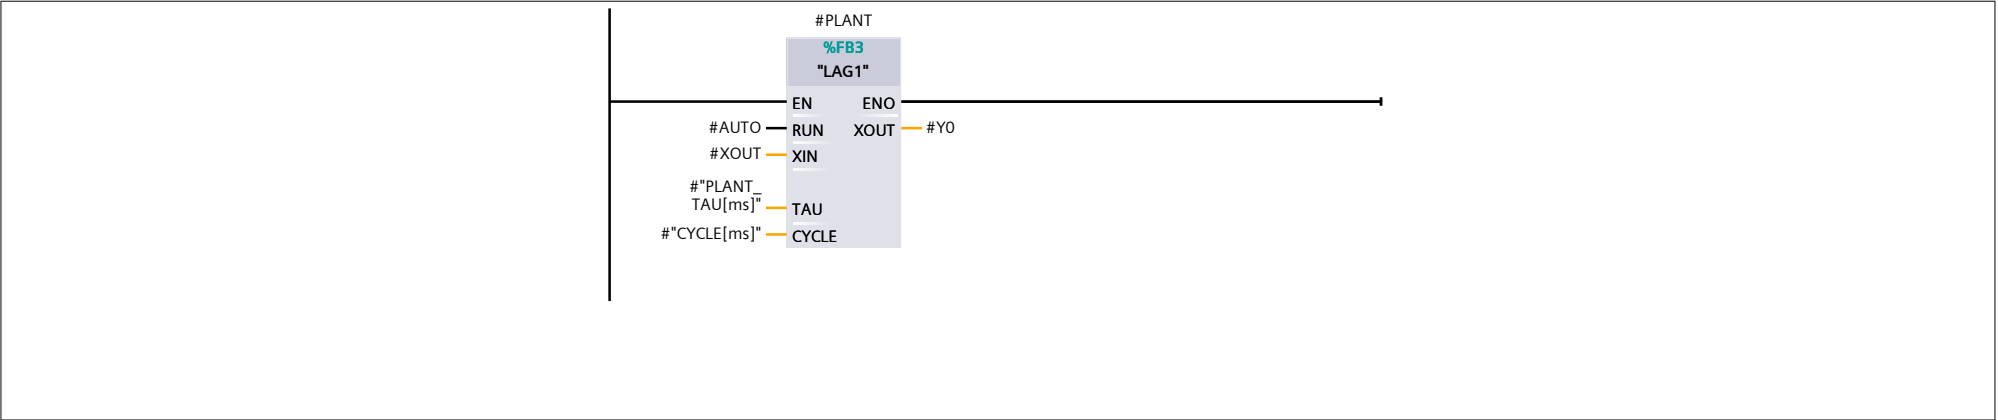 #PLANT
%FB3
"LAG1"
EN ENO
#AUTO RUN XOUT #Y0
#XOUT XIN
#"PLANT_
TAU[ms]" TAU
#"CYCLE[ms]" CYCLE